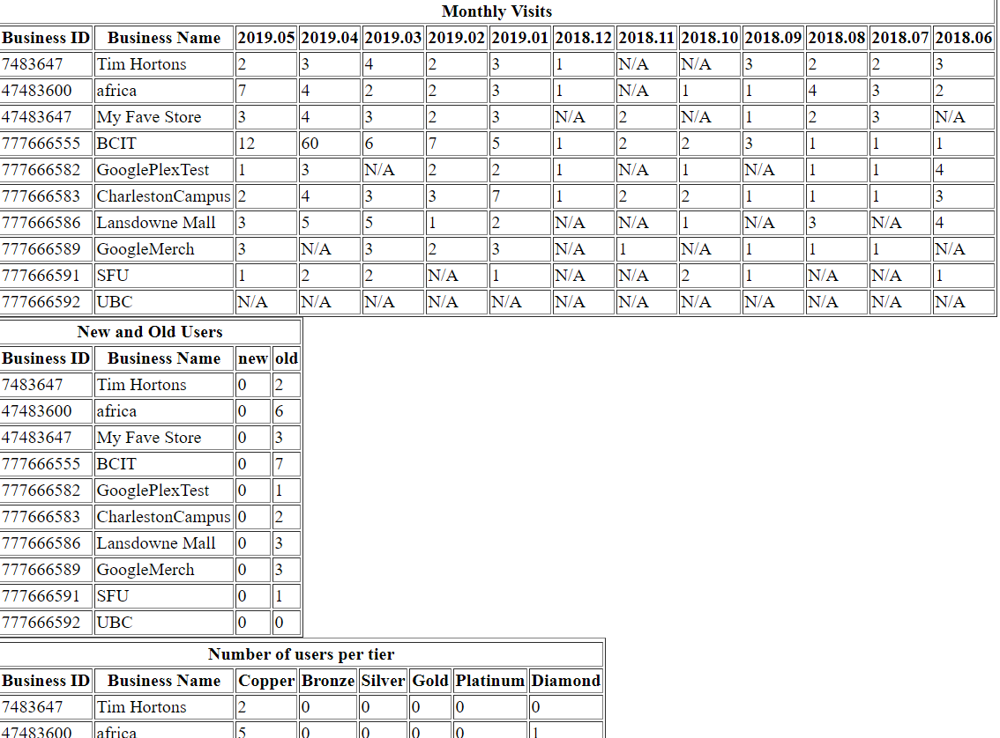 Monthly Visits
Business ID Business Name 2019.05 2019.04 2019.03 2019.02 2019.01 2018.12 2018.11 2018.10 2018.09 2018.08 2018.07 2018.06
7483647 Tim Hortons 2 3 4 2 3 1 N/A N/A 3 2 2 3
47483600 africa 7 4 2 2 3 1 N/A 1 1 4 3 2
47483647 My Fave Store 3 4 3 2 3 N/A 2 N/A 1 2 3 N/A
777666555 BCIT 12 60 6 7 5 1 2 2 3 1 1 1
777666582 GooglePlexTest 1 3 N/A 2 2 1 N/A 1 N/A 1 1 4
777666583 CharlestonCampus 2 4 3 3 7 1 2 2 1 1 1 3
777666586 Lansdowne Mall 3 5 5 1 2 N/A N/A 1 N/A 3 N/A 4
777666589 GoogleMerch 3 N/A 3 2 3 N/A 1 N/A 1 1 1 N/A
777666591 SFU 1 2 2 N/A 1 N/A N/A 2 1 N/A N/A 1
777666592 UBC N/A N/A N/A N/A N/A N/A N/A N/A N/A N/A N/A N/A
New and Old Users
Business ID Business Name new old
7483647 Tim Hortons 0 2
47483600 africa 0 6
47483647 My Fave Store 0 3
777666555 BCIT 0 7
777666582 GooglePlexTest 0 1
777666583 CharlestonCampus 0 2
777666586 Lansdowne Mall 0 3
777666589 GoogleMerch 0 3
777666591 SFU 0 1
777666592 UBC 0 0
Number of users per tier
Business ID Business Name Copper Bronze Silver Gold Platinum Diamond
7483647 Tim Hortons 2 0 0 0 0 0
47483600 africa 5 0 0 0 0 1